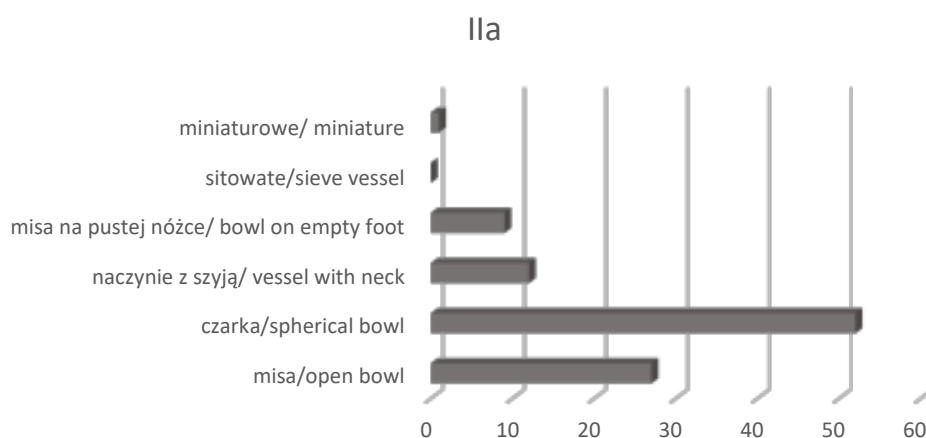 IIa
miniaturowe/ miniature
sitowate/sieve vessel
misa na pustej nóżce/ bowl on empty foot
naczynie z szyją/ vessel with neck
czarka/spherical bowl
misa/open bowl
0 10 20 30 40 50 60